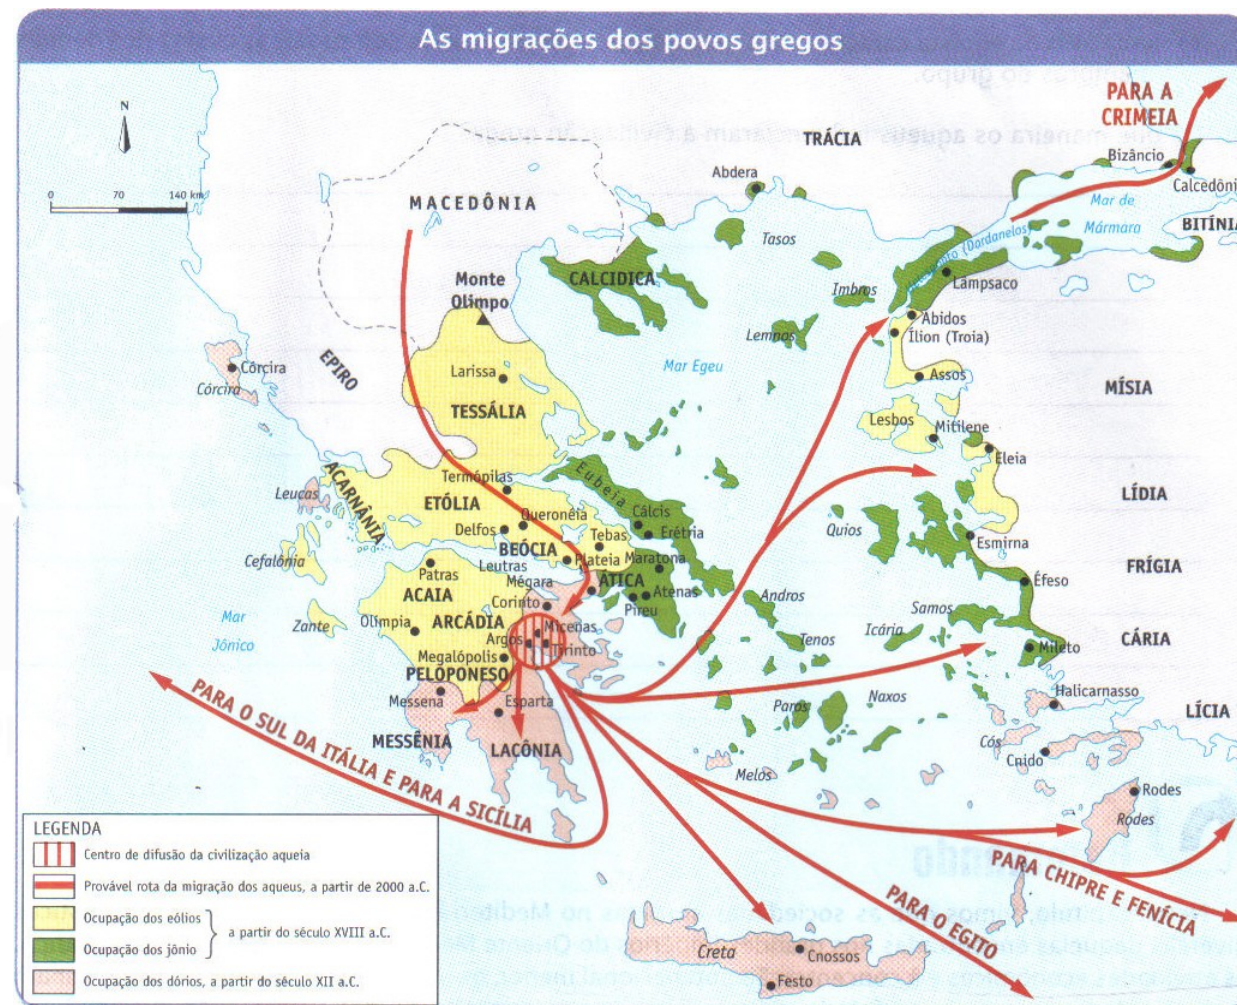 As migrações dos povos gregos
N
0 70 140 km
PARA A
CRIMEIA
TRÁCIA
Bizâncio
Calcedônia
Abdera
Mar de
Mármara
BITÍNIA
MACEDÔNIA
Tasos
(Dardanelos)
CALCIDICA
Monte
Olimpo
Imbros
Lampsaco
Abidos
Ílion (Troia)
Lemnos
Córcira
Córcira
EPIRO
Larissa
Mar Egeu
Assos
MÍSIA
TESSÁLIA
Lesbos
Mitilene
Eleia
ACARNÂNIA
Leucas
Termópilas
Eubeia
ETÓLIA
LÍDIA
Queronéia
Cálcis
Delfos
Erétria
Quios
Tebas
Esmirna
BEÓCIA
Cefalônia
Leutras
Plateia
Maratona
FRÍGIA
Patras
Mégara
ÁTICA
Éfeso
ACAIA
Corinto
Atenas
Pireu
Andros
Samos
Mar
Jônico
Zante
Olímpia
ARCÁDIA
Micenas
Argos
Tirinto
Tenos
Icária
CÁRIA
Mileto
Megalópolis
PELOPONESO
Messena
Esparta
Paros
Naxos
Halicarnasso
LÍCIA
MESSÊNIA
LACÔNIA
Cós
Cnido
Melos
PARA O SUL DA ITÁLIA E PARA A SICÍLIA
Rodes
Rodes
PARA CHIPRE E FENÍCIA
PARA O EGITO
Creta
Cnossos
Festo
LEGENDA
Centro de difusão da civilização aqueia
Provável rota da migração dos aqueus, a partir de 2000 a.C.
Ocupação dos eólios
a partir do século XVIII a.C.
Ocupação dos jônio
Ocupação dos dórios, a partir do século XII a.C.